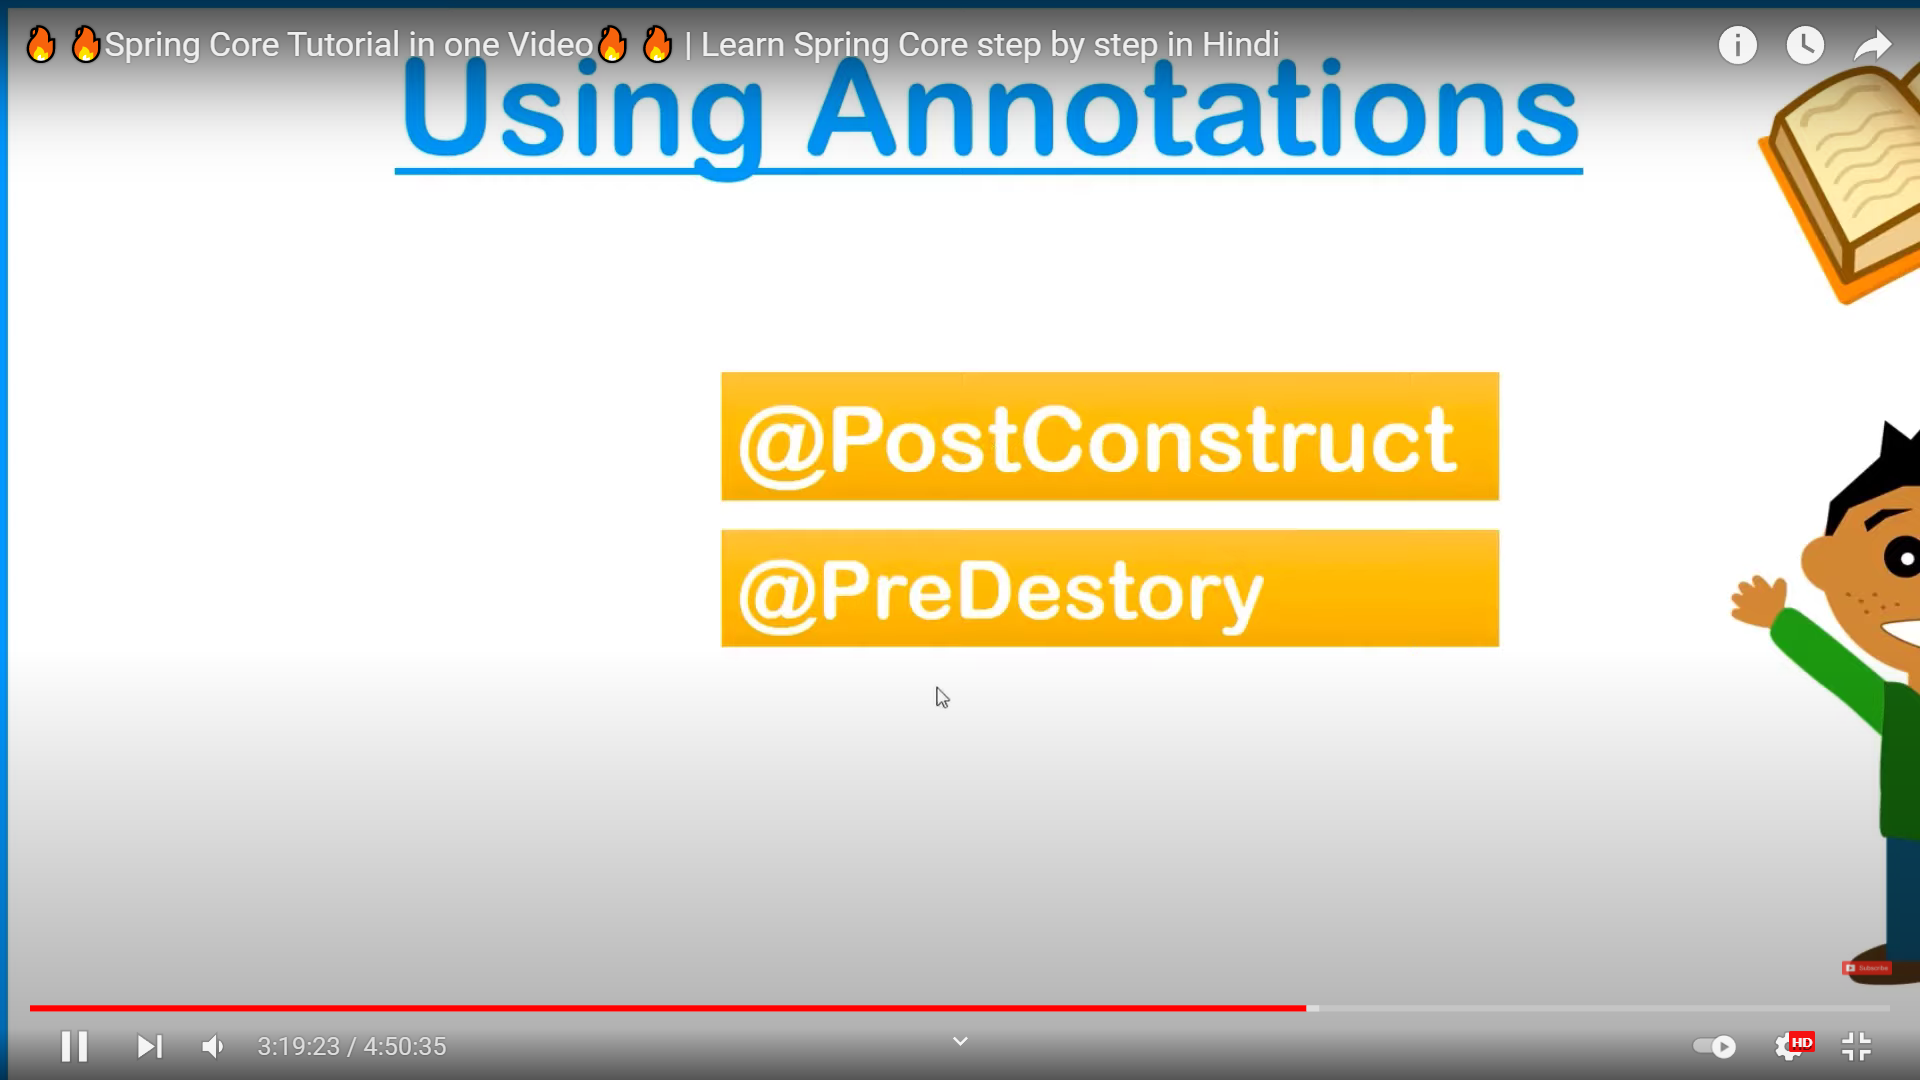 🔥🔥Spring Core Tutorial in one Video🔥🔥 | Learn Spring Core step by step in Hindi
Using Annotations
@PostConstruct
@PreDestory
Subscribe
3:19:23 / 4:50:35
HD